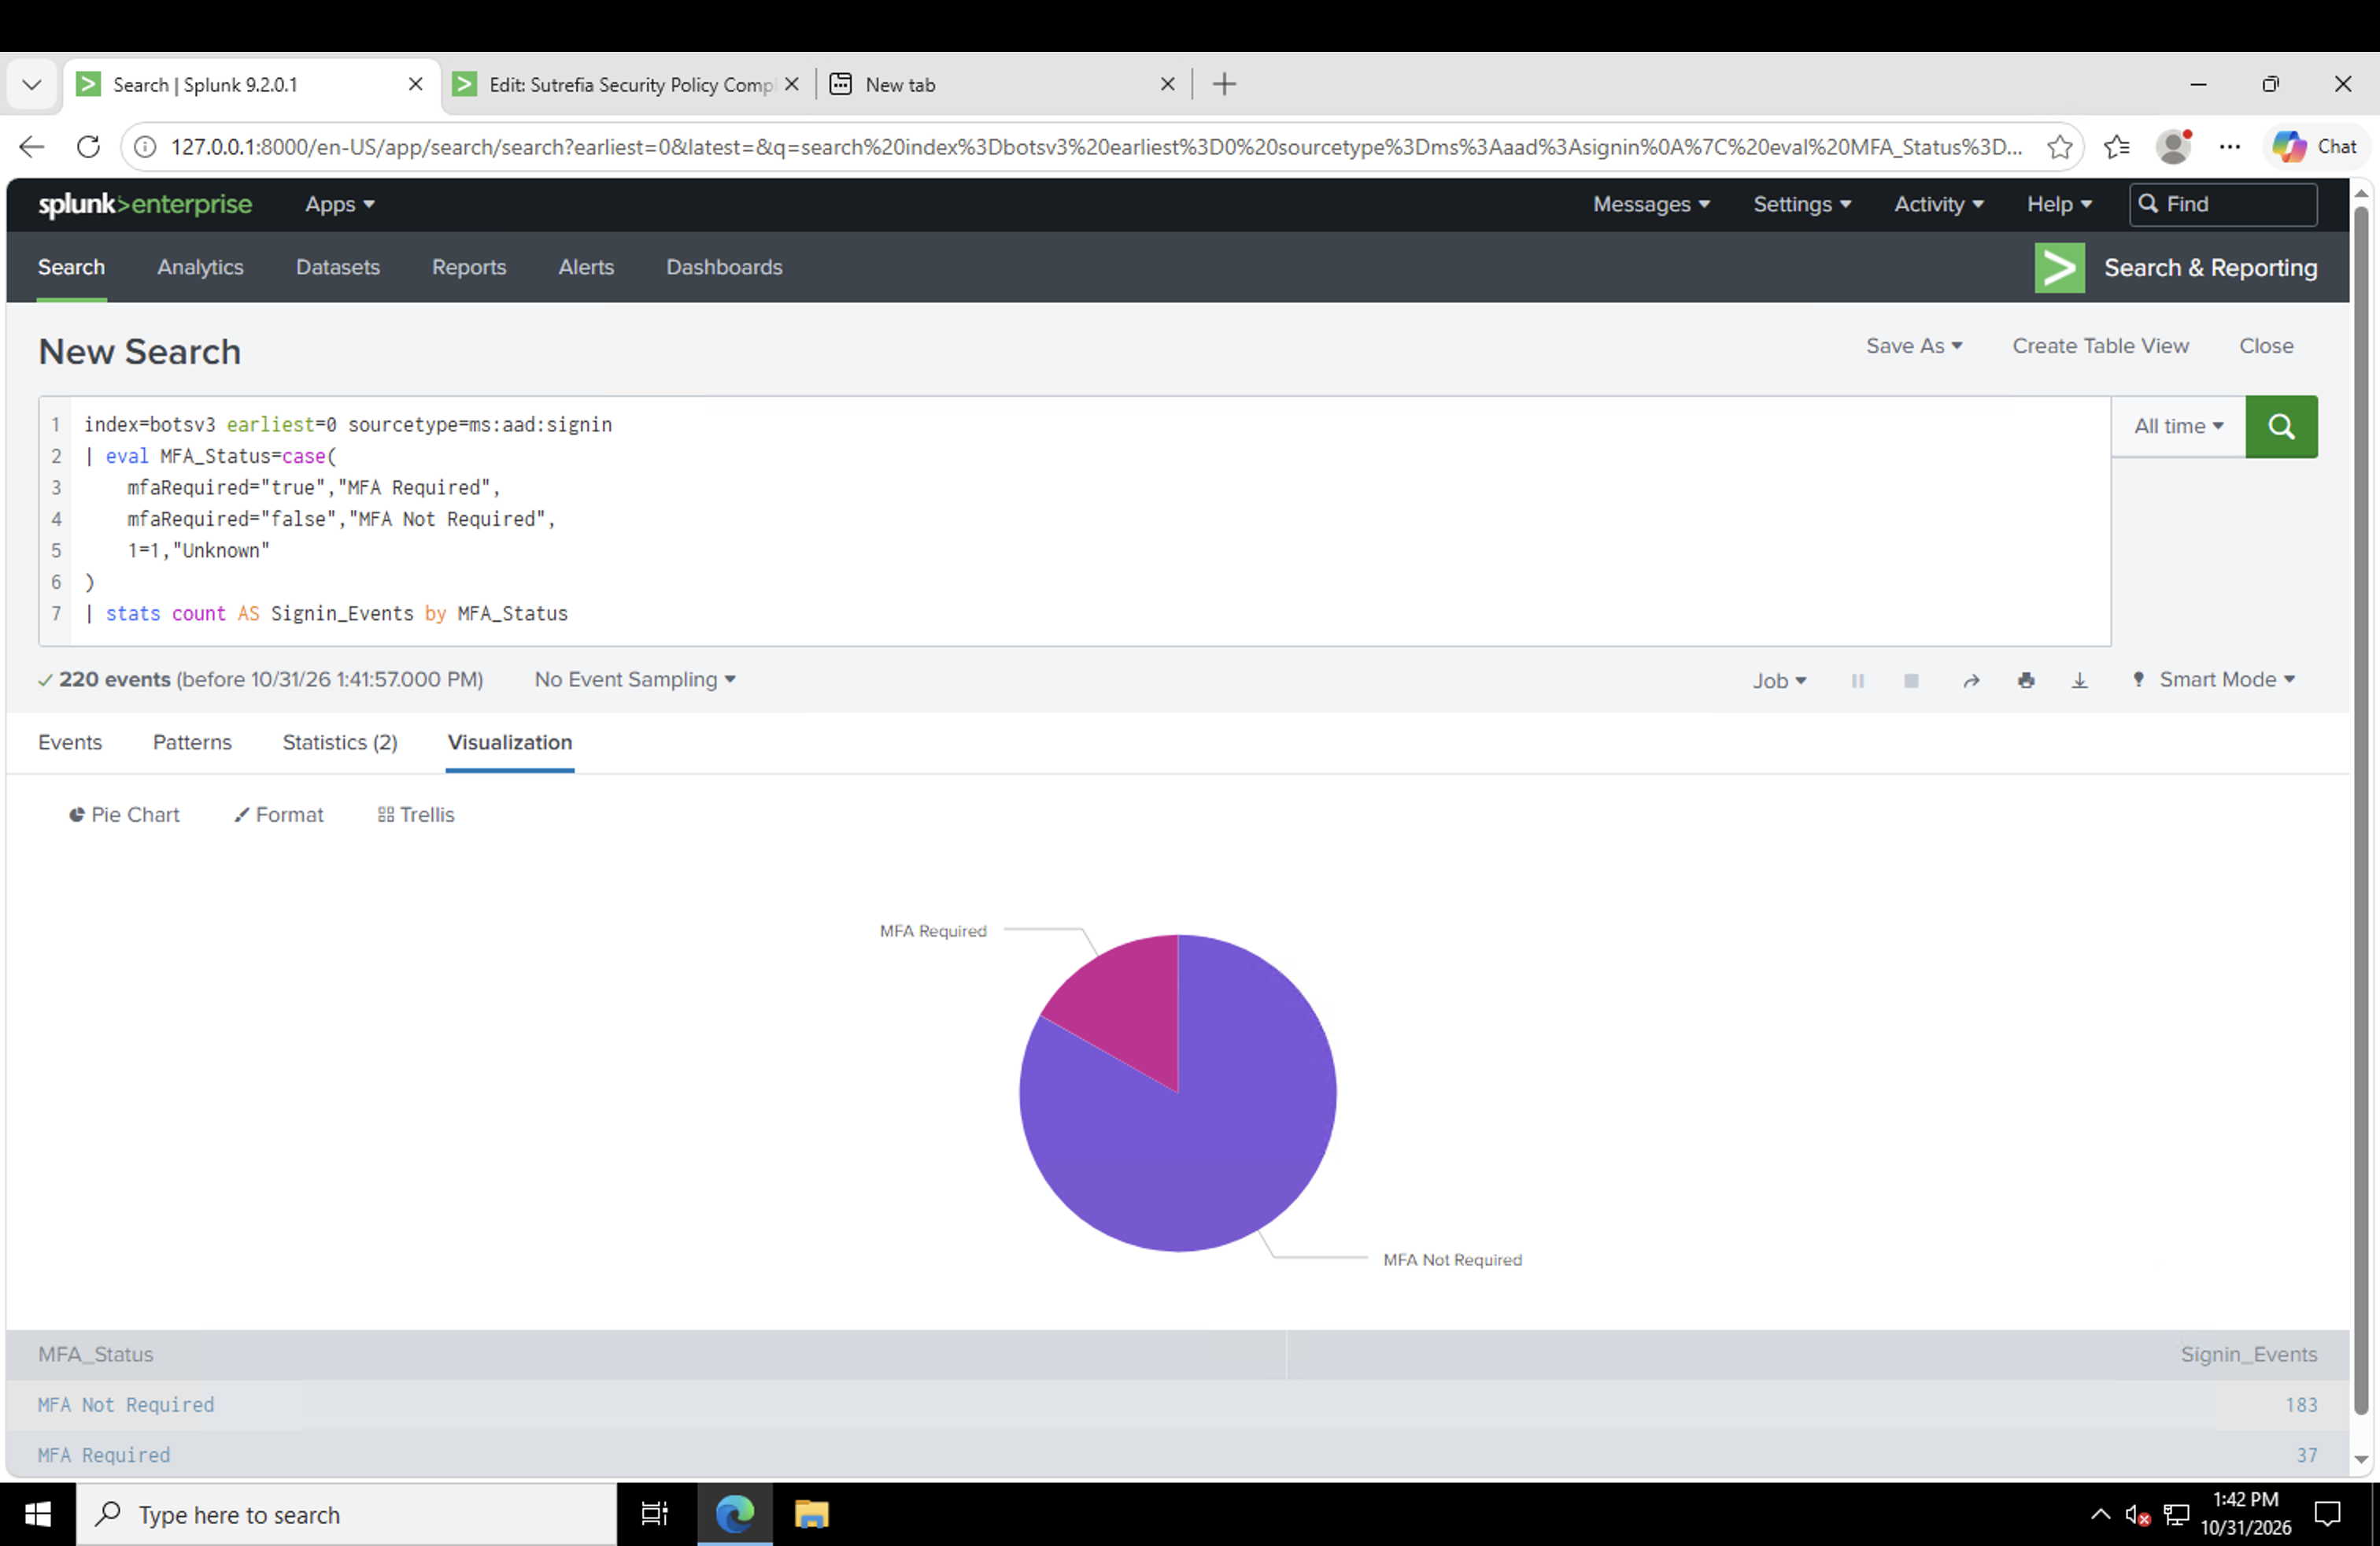 Search | Splunk 9.2.0.1
Edit: Sutrefia Security Policy Compl
New tab
127.0.0.1:8000/en-US/app/search/search?earliest=0&latest=&q=search%20index%3Dbotsv3%20earliest%3D0%20sourcetype%3Dms%3Aaad%3Asignin%0A%7C%20eval%20MFA_Status%3D...
Chat
splunk>enterprise
Apps
Messages
Settings
Activity
Help
Find
Search
Analytics
Datasets
Reports
Alerts
Dashboards
Search & Reporting
New Search
Save As
Create Table View
Close
1 index=botsv3 earliest=0 sourcetype=ms:aad:signin
2 | eval MFA_Status=case(
3 mfaRequired="true","MFA Required",
4 mfaRequired="false","MFA Not Required",
5 1=1,"Unknown"
6 )
7 | stats count AS Signin_Events by MFA_Status
All time
220 events (before 10/31/26 1:41:57.000 PM)
No Event Sampling
Job
Smart Mode
Events
Patterns
Statistics (2)
Visualization
Pie Chart
Format
Trellis
MFA Required
MFA Not Required
MFA_Status Signin_Events
MFA Not Required 183
MFA Required 37
Type here to search
1:42 PM
10/31/2026